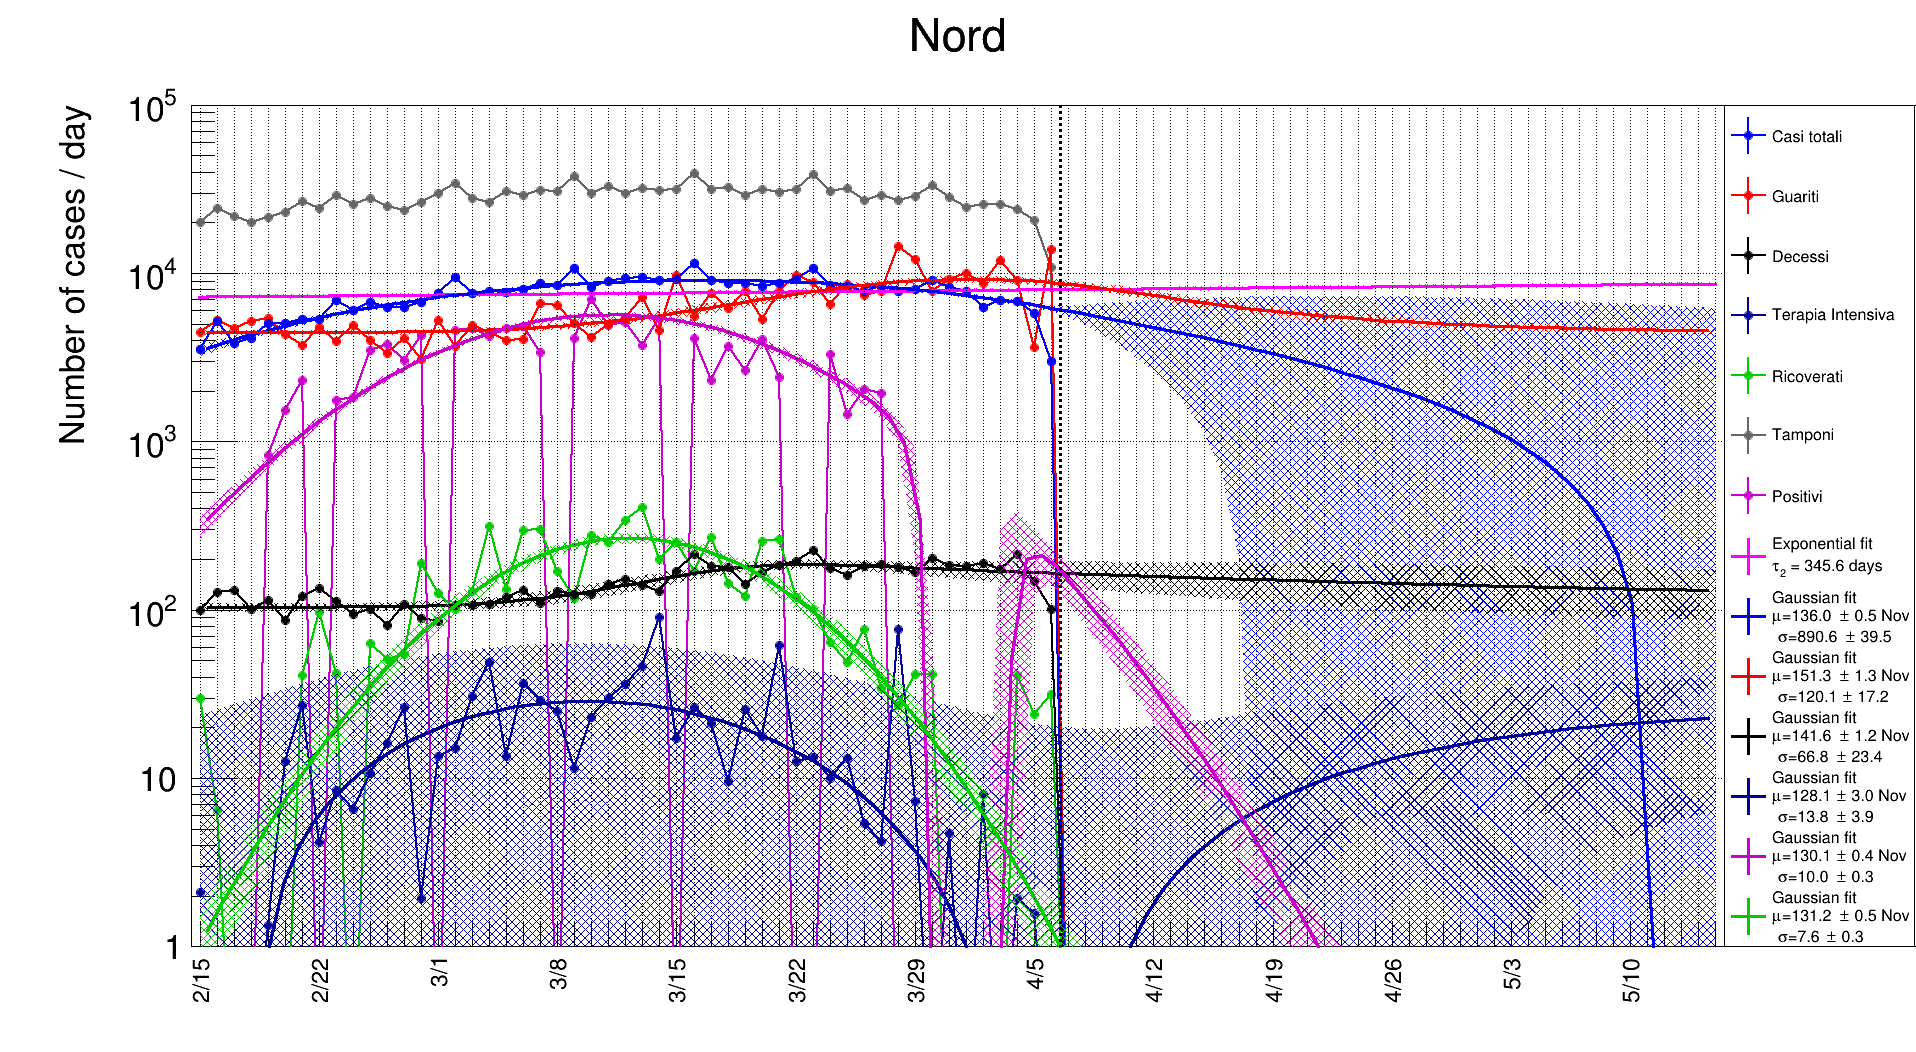 Nord
Number of cases / day
10^5
10^4
10^3
10^2
10
1
2/15
2/22
3/1
3/8
3/15
3/22
3/29
4/5
4/12
4/19
4/26
5/3
5/10
Casi totali
Guariti
Decessi
Terapia Intensiva
Ricoverati
Tamponi
Positivi
Exponential fit
τ₂ = 345.6 days
Gaussian fit
μ=136.0 ± 0.5 Nov
σ=890.6 ± 39.5
Gaussian fit
μ=151.3 ± 1.3 Nov
σ=120.1 ± 17.2
Gaussian fit
μ=141.6 ± 1.2 Nov
σ=66.8 ± 23.4
Gaussian fit
μ=128.1 ± 3.0 Nov
σ=13.8 ± 3.9
Gaussian fit
μ=130.1 ± 0.4 Nov
σ=10.0 ± 0.3
Gaussian fit
μ=131.2 ± 0.5 Nov
σ=7.6 ± 0.3